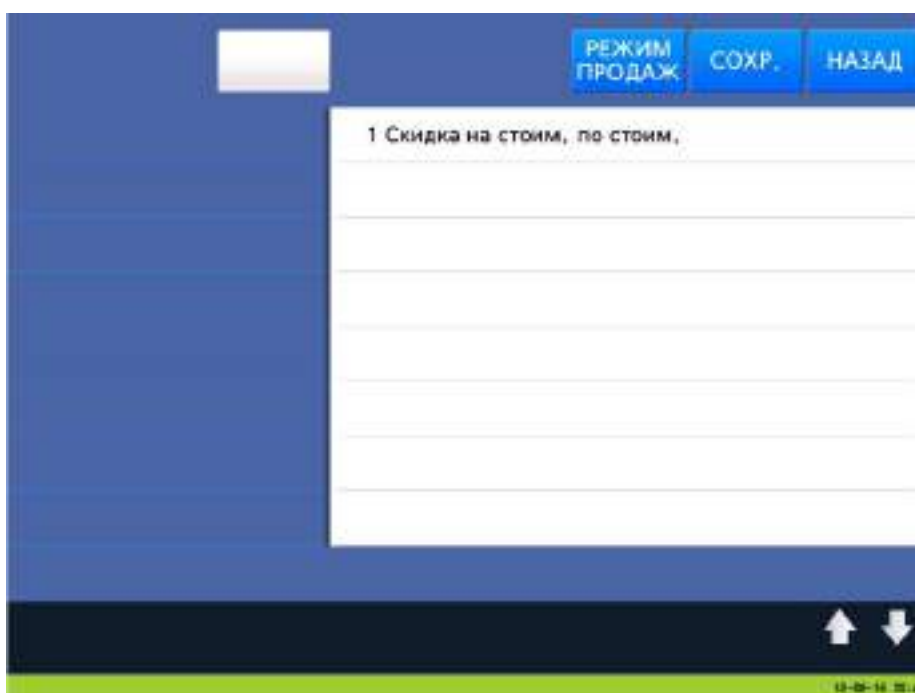 РЕЖИМ
ПРОДАЖ
СОХР.
НАЗАД
1 Скидка на стоим, по стоим,